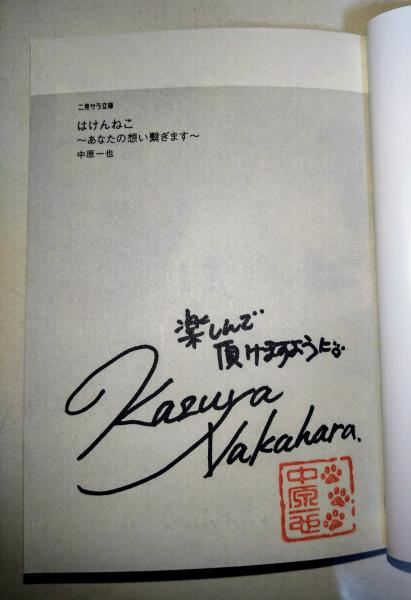 二見サラ文庫
はけんねこ
～あなたの想い繋ぎます～
中原一也
楽しんで
頂けますように
Kazuya
Nakahara.
中原一也